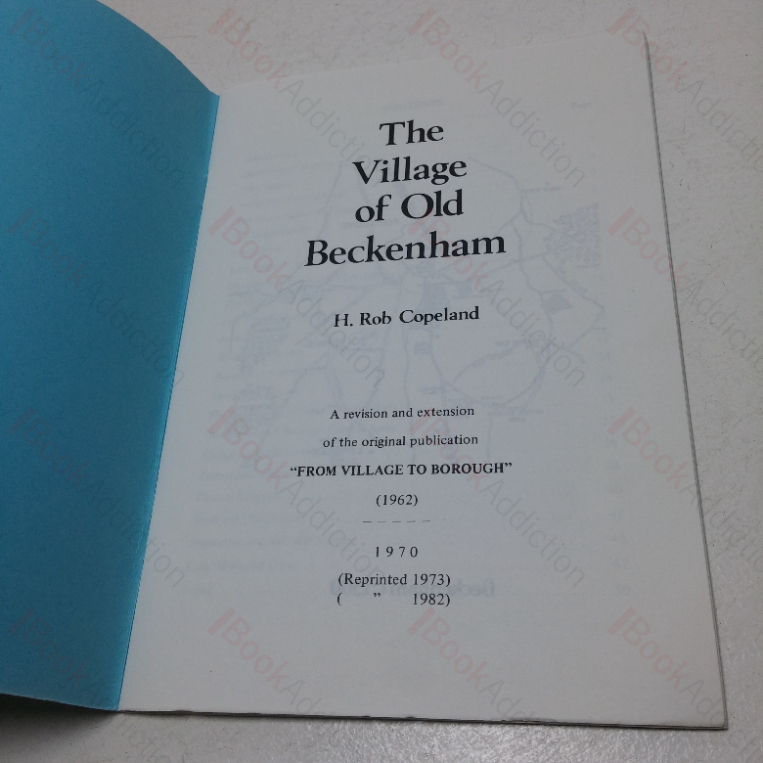 The
Village
of Old
Beckenham
H. Rob Copeland
A revision and extension
of the original publication
"FROM VILLAGE TO BOROUGH"
(1962)
1970
(Reprinted 1973)
( " 1982)
BookAddiction